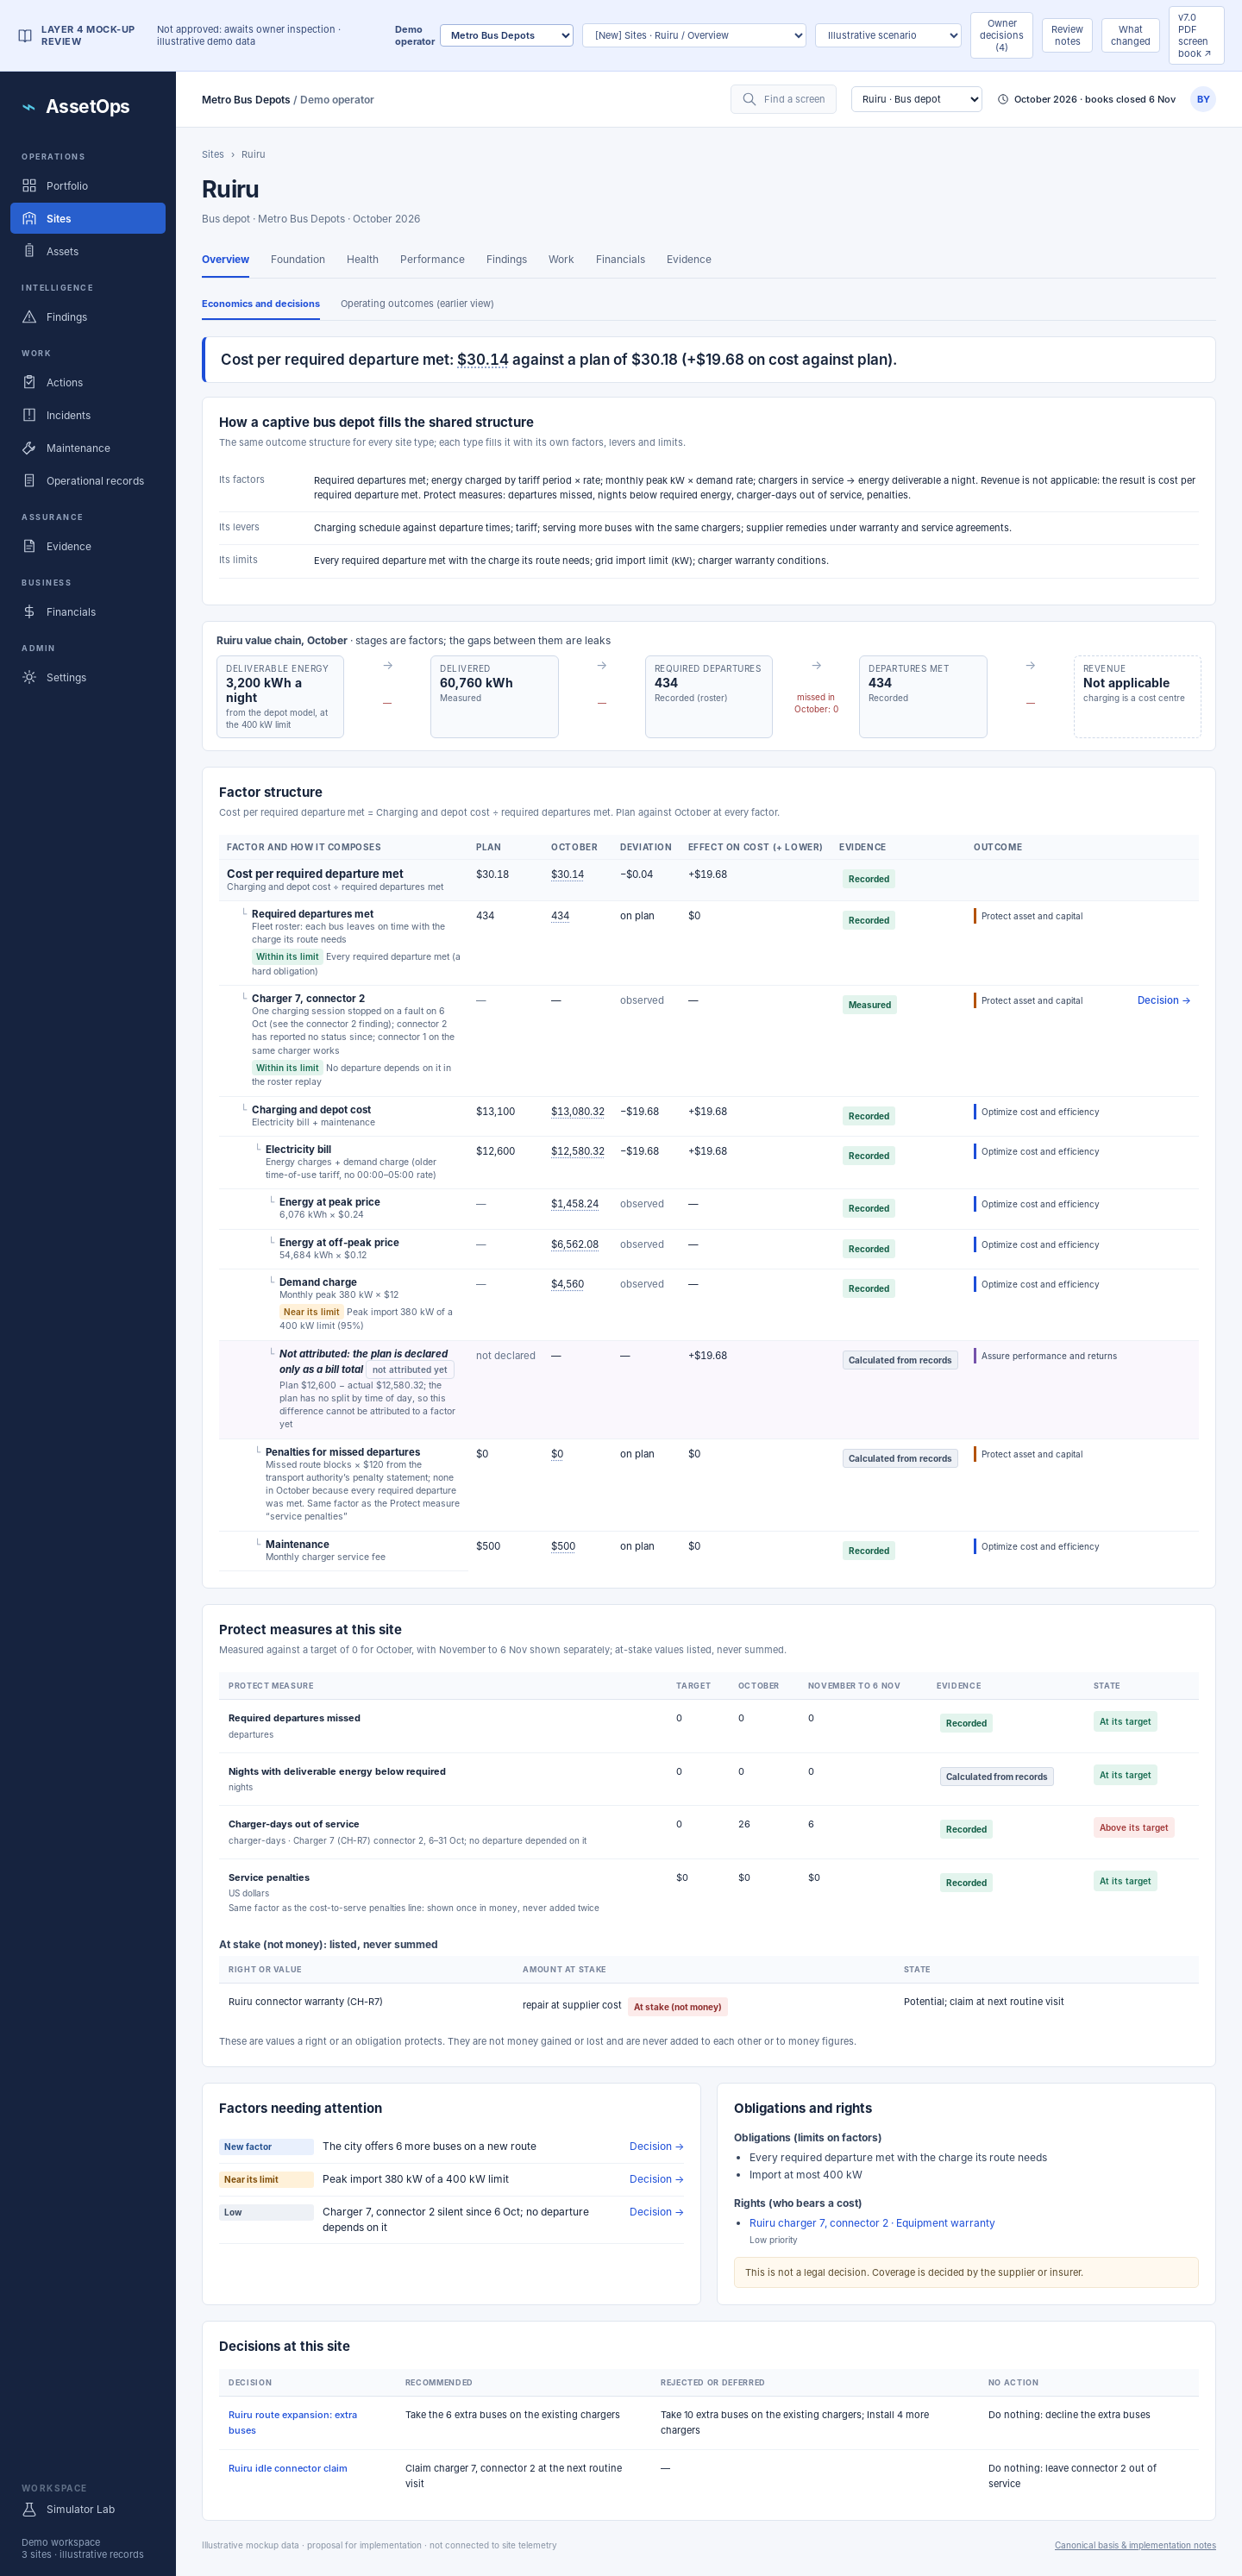 LAYER 4 MOCK-UP REVIEW
Not approved: awaits owner inspection · illustrative demo data
Demo operator
Metro Bus Depots
[New] Sites · Ruiru / Overview
Illustrative scenario
Owner decisions (4)
Review notes
What changed
v7.0 PDF screen book ↗
AssetOps
Metro Bus Depots / Demo operator
Find a screen
Ruiru · Bus depot
October 2026 · books closed 6 Nov
BY
OPERATIONS
Portfolio
Sites
Assets
INTELLIGENCE
Findings
WORK
Actions
Incidents
Maintenance
Operational records
ASSURANCE
Evidence
BUSINESS
Financials
ADMIN
Settings
WORKSPACE
Simulator Lab
Demo workspace
3 sites · illustrative records
Sites › Ruiru
Ruiru
Bus depot · Metro Bus Depots · October 2026
Overview Foundation Health Performance Findings Work Financials Evidence
Economics and decisions Operating outcomes (earlier view)
Cost per required departure met: $30.14 against a plan of $30.18 (+$19.68 on cost against plan).
How a captive bus depot fills the shared structure
The same outcome structure for every site type; each type fills it with its own factors, levers and limits.
Its factors
Required departures met; energy charged by tariff period × rate; monthly peak kW × demand rate; chargers in service → energy deliverable a night. Revenue is not applicable: the result is cost per
required departure met. Protect measures: departures missed, nights below required energy, charger-days out of service, penalties.
Its levers
Charging schedule against departure times; tariff; serving more buses with the same chargers; supplier remedies under warranty and service agreements.
Its limits
Every required departure met with the charge its route needs; grid import limit (kW); charger warranty conditions.
Ruiru value chain, October · stages are factors; the gaps between them are leaks
DELIVERABLE ENERGY
3,200 kWh a night
from the depot model, at the 400 kW limit
→
—
DELIVERED
60,760 kWh
Measured
→
—
REQUIRED DEPARTURES
434
Recorded (roster)
→
missed in October: 0
DEPARTURES MET
434
Recorded
→
—
REVENUE
Not applicable
charging is a cost centre
Factor structure
Cost per required departure met = Charging and depot cost ÷ required departures met. Plan against October at every factor.
FACTOR AND HOW IT COMPOSES PLAN OCTOBER DEVIATION EFFECT ON COST (+ LOWER) EVIDENCE OUTCOME
Cost per required departure met $30.18 $30.14 −$0.04 +$19.68 Recorded
Charging and depot cost ÷ required departures met
└ Required departures met 434 434 on plan $0 Recorded Protect asset and capital
Fleet roster: each bus leaves on time with the
charge its route needs
Within its limit Every required departure met (a
hard obligation)
└ Charger 7, connector 2 — — observed — Measured Protect asset and capital Decision →
One charging session stopped on a fault on 6
Oct (see the connector 2 finding); connector 2
has reported no status since; connector 1 on the
same charger works
Within its limit No departure depends on it in
the roster replay
└ Charging and depot cost $13,100 $13,080.32 −$19.68 +$19.68 Recorded Optimize cost and efficiency
Electricity bill + maintenance
└ Electricity bill $12,600 $12,580.32 −$19.68 +$19.68 Recorded Optimize cost and efficiency
Energy charges + demand charge (older
time-of-use tariff, no 00:00–05:00 rate)
└ Energy at peak price — $1,458.24 observed — Recorded Optimize cost and efficiency
6,076 kWh × $0.24
└ Energy at off-peak price — $6,562.08 observed — Recorded Optimize cost and efficiency
54,684 kWh × $0.12
└ Demand charge — $4,560 observed — Recorded Optimize cost and efficiency
Monthly peak 380 kW × $12
Near its limit Peak import 380 kW of a
400 kW limit (95%)
└ Not attributed: the plan is declared not declared — — +$19.68 Calculated from records Assure performance and returns
only as a bill total not attributed yet
Plan $12,600 − actual $12,580.32; the
plan has no split by time of day, so this
difference cannot be attributed to a factor
yet
└ Penalties for missed departures $0 $0 on plan $0 Calculated from records Protect asset and capital
Missed route blocks × $120 from the
transport authority's penalty statement; none
in October because every required departure
was met. Same factor as the Protect measure
"service penalties"
└ Maintenance $500 $500 on plan $0 Recorded Optimize cost and efficiency
Monthly charger service fee
Protect measures at this site
Measured against a target of 0 for October, with November to 6 Nov shown separately; at-stake values listed, never summed.
PROTECT MEASURE TARGET OCTOBER NOVEMBER TO 6 NOV EVIDENCE STATE
Required departures missed 0 0 0 Recorded At its target
departures
Nights with deliverable energy below required 0 0 0 Calculated from records At its target
nights
Charger-days out of service 0 26 6 Recorded Above its target
charger-days · Charger 7 (CH-R7) connector 2, 6–31 Oct; no departure depended on it
Service penalties $0 $0 $0 Recorded At its target
US dollars
Same factor as the cost-to-serve penalties line: shown once in money, never added twice
At stake (not money): listed, never summed
RIGHT OR VALUE AMOUNT AT STAKE STATE
Ruiru connector warranty (CH-R7) repair at supplier cost At stake (not money) Potential; claim at next routine visit
These are values a right or an obligation protects. They are not money gained or lost and are never added to each other or to money figures.
Factors needing attention
New factor The city offers 6 more buses on a new route Decision →
Near its limit Peak import 380 kW of a 400 kW limit Decision →
Low Charger 7, connector 2 silent since 6 Oct; no departure Decision →
depends on it
Obligations and rights
Obligations (limits on factors)
• Every required departure met with the charge its route needs
• Import at most 400 kW
Rights (who bears a cost)
• Ruiru charger 7, connector 2 · Equipment warranty
Low priority
This is not a legal decision. Coverage is decided by the supplier or insurer.
Decisions at this site
DECISION RECOMMENDED REJECTED OR DEFERRED NO ACTION
Ruiru route expansion: extra buses
Take the 6 extra buses on the existing chargers
Take 10 extra buses on the existing chargers; Install 4 more chargers
Do nothing: decline the extra buses
Ruiru idle connector claim
Claim charger 7, connector 2 at the next routine visit
—
Do nothing: leave connector 2 out of service
Illustrative mockup data · proposal for implementation · not connected to site telemetry
Canonical basis & implementation notes